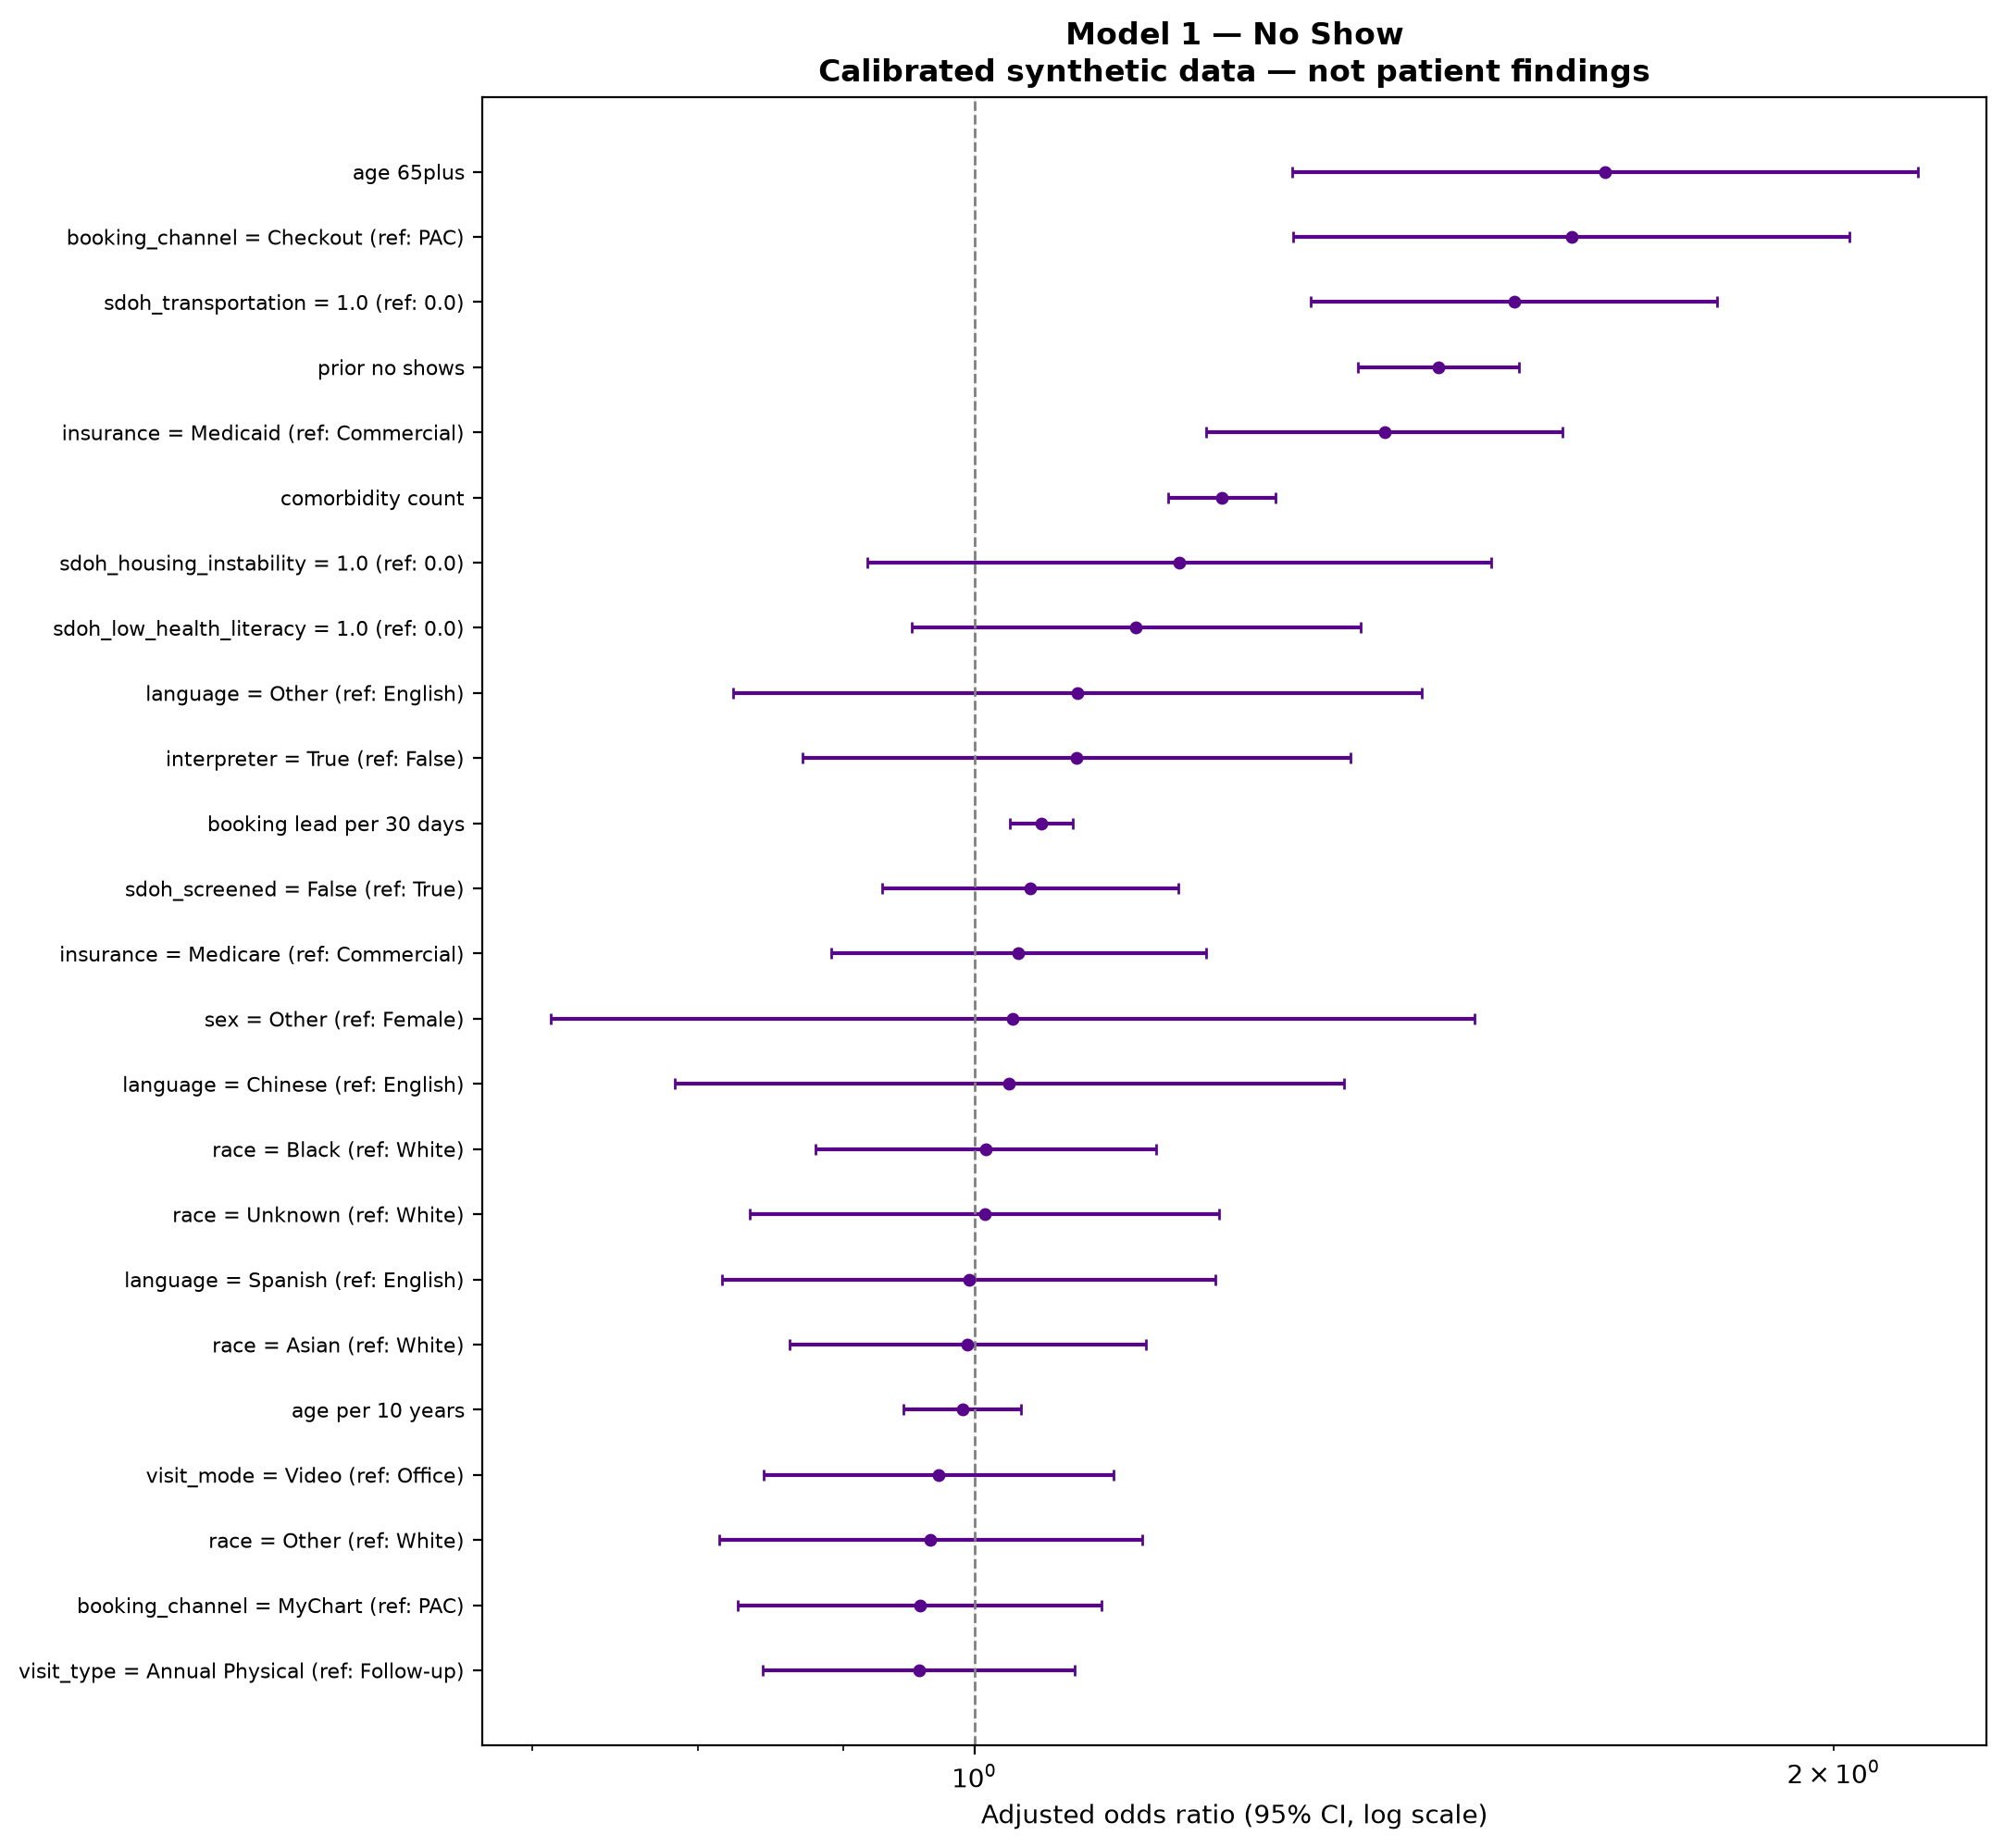 Model 1 — No Show
Calibrated synthetic data — not patient findings
age 65plus
booking_channel = Checkout (ref: PAC)
sdoh_transportation = 1.0 (ref: 0.0)
prior no shows
insurance = Medicaid (ref: Commercial)
comorbidity count
sdoh_housing_instability = 1.0 (ref: 0.0)
sdoh_low_health_literacy = 1.0 (ref: 0.0)
language = Other (ref: English)
interpreter = True (ref: False)
booking lead per 30 days
sdoh_screened = False (ref: True)
insurance = Medicare (ref: Commercial)
sex = Other (ref: Female)
language = Chinese (ref: English)
race = Black (ref: White)
race = Unknown (ref: White)
language = Spanish (ref: English)
race = Asian (ref: White)
age per 10 years
visit_mode = Video (ref: Office)
race = Other (ref: White)
booking_channel = MyChart (ref: PAC)
visit_type = Annual Physical (ref: Follow-up)
10⁰ 2 × 10⁰
Adjusted odds ratio (95% CI, log scale)